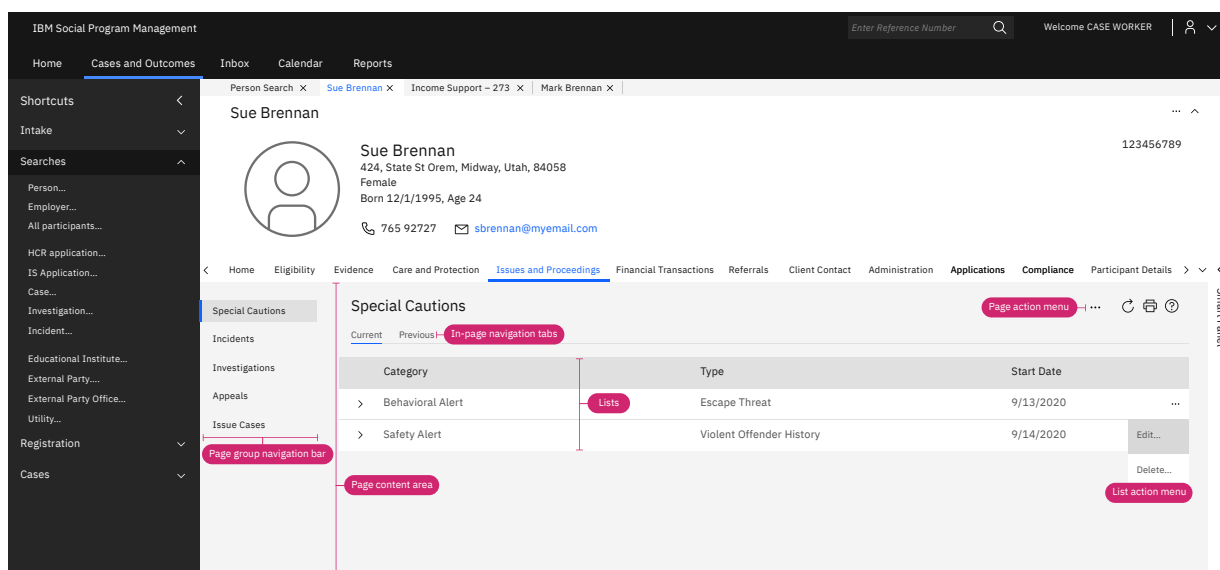 IBM Social Program Management
Enter Reference Number
Welcome CASE WORKER
Home Cases and Outcomes Inbox Calendar Reports
Shortcuts
Intake
Searches
Person...
Employer...
All participants...
HCR application...
IS Application...
Case...
Investigation...
Incident...
Educational Institute...
External Party....
External Party Office...
Utility...
Registration
Cases
Person Search × Sue Brennan × Income Support – 273 × Mark Brennan ×
Sue Brennan
Sue Brennan
123456789
424, State St Orem, Midway, Utah, 84058
Female
Born 12/1/1995, Age 24
765 92727 sbrennan@myemail.com
Home Eligibility Evidence Care and Protection Issues and Proceedings Financial Transactions Referrals Client Contact Administration Applications Compliance Participant Details
Special Cautions
Incidents
Investigations
Appeals
Issue Cases
Page group navigation bar
Special Cautions
Page action menu
Current Previous In-page navigation tabs
Category Type Start Date
Behavioral Alert Lists Escape Threat 9/13/2020
Safety Alert Violent Offender History 9/14/2020
Edit...
Delete...
Page content area
List action menu